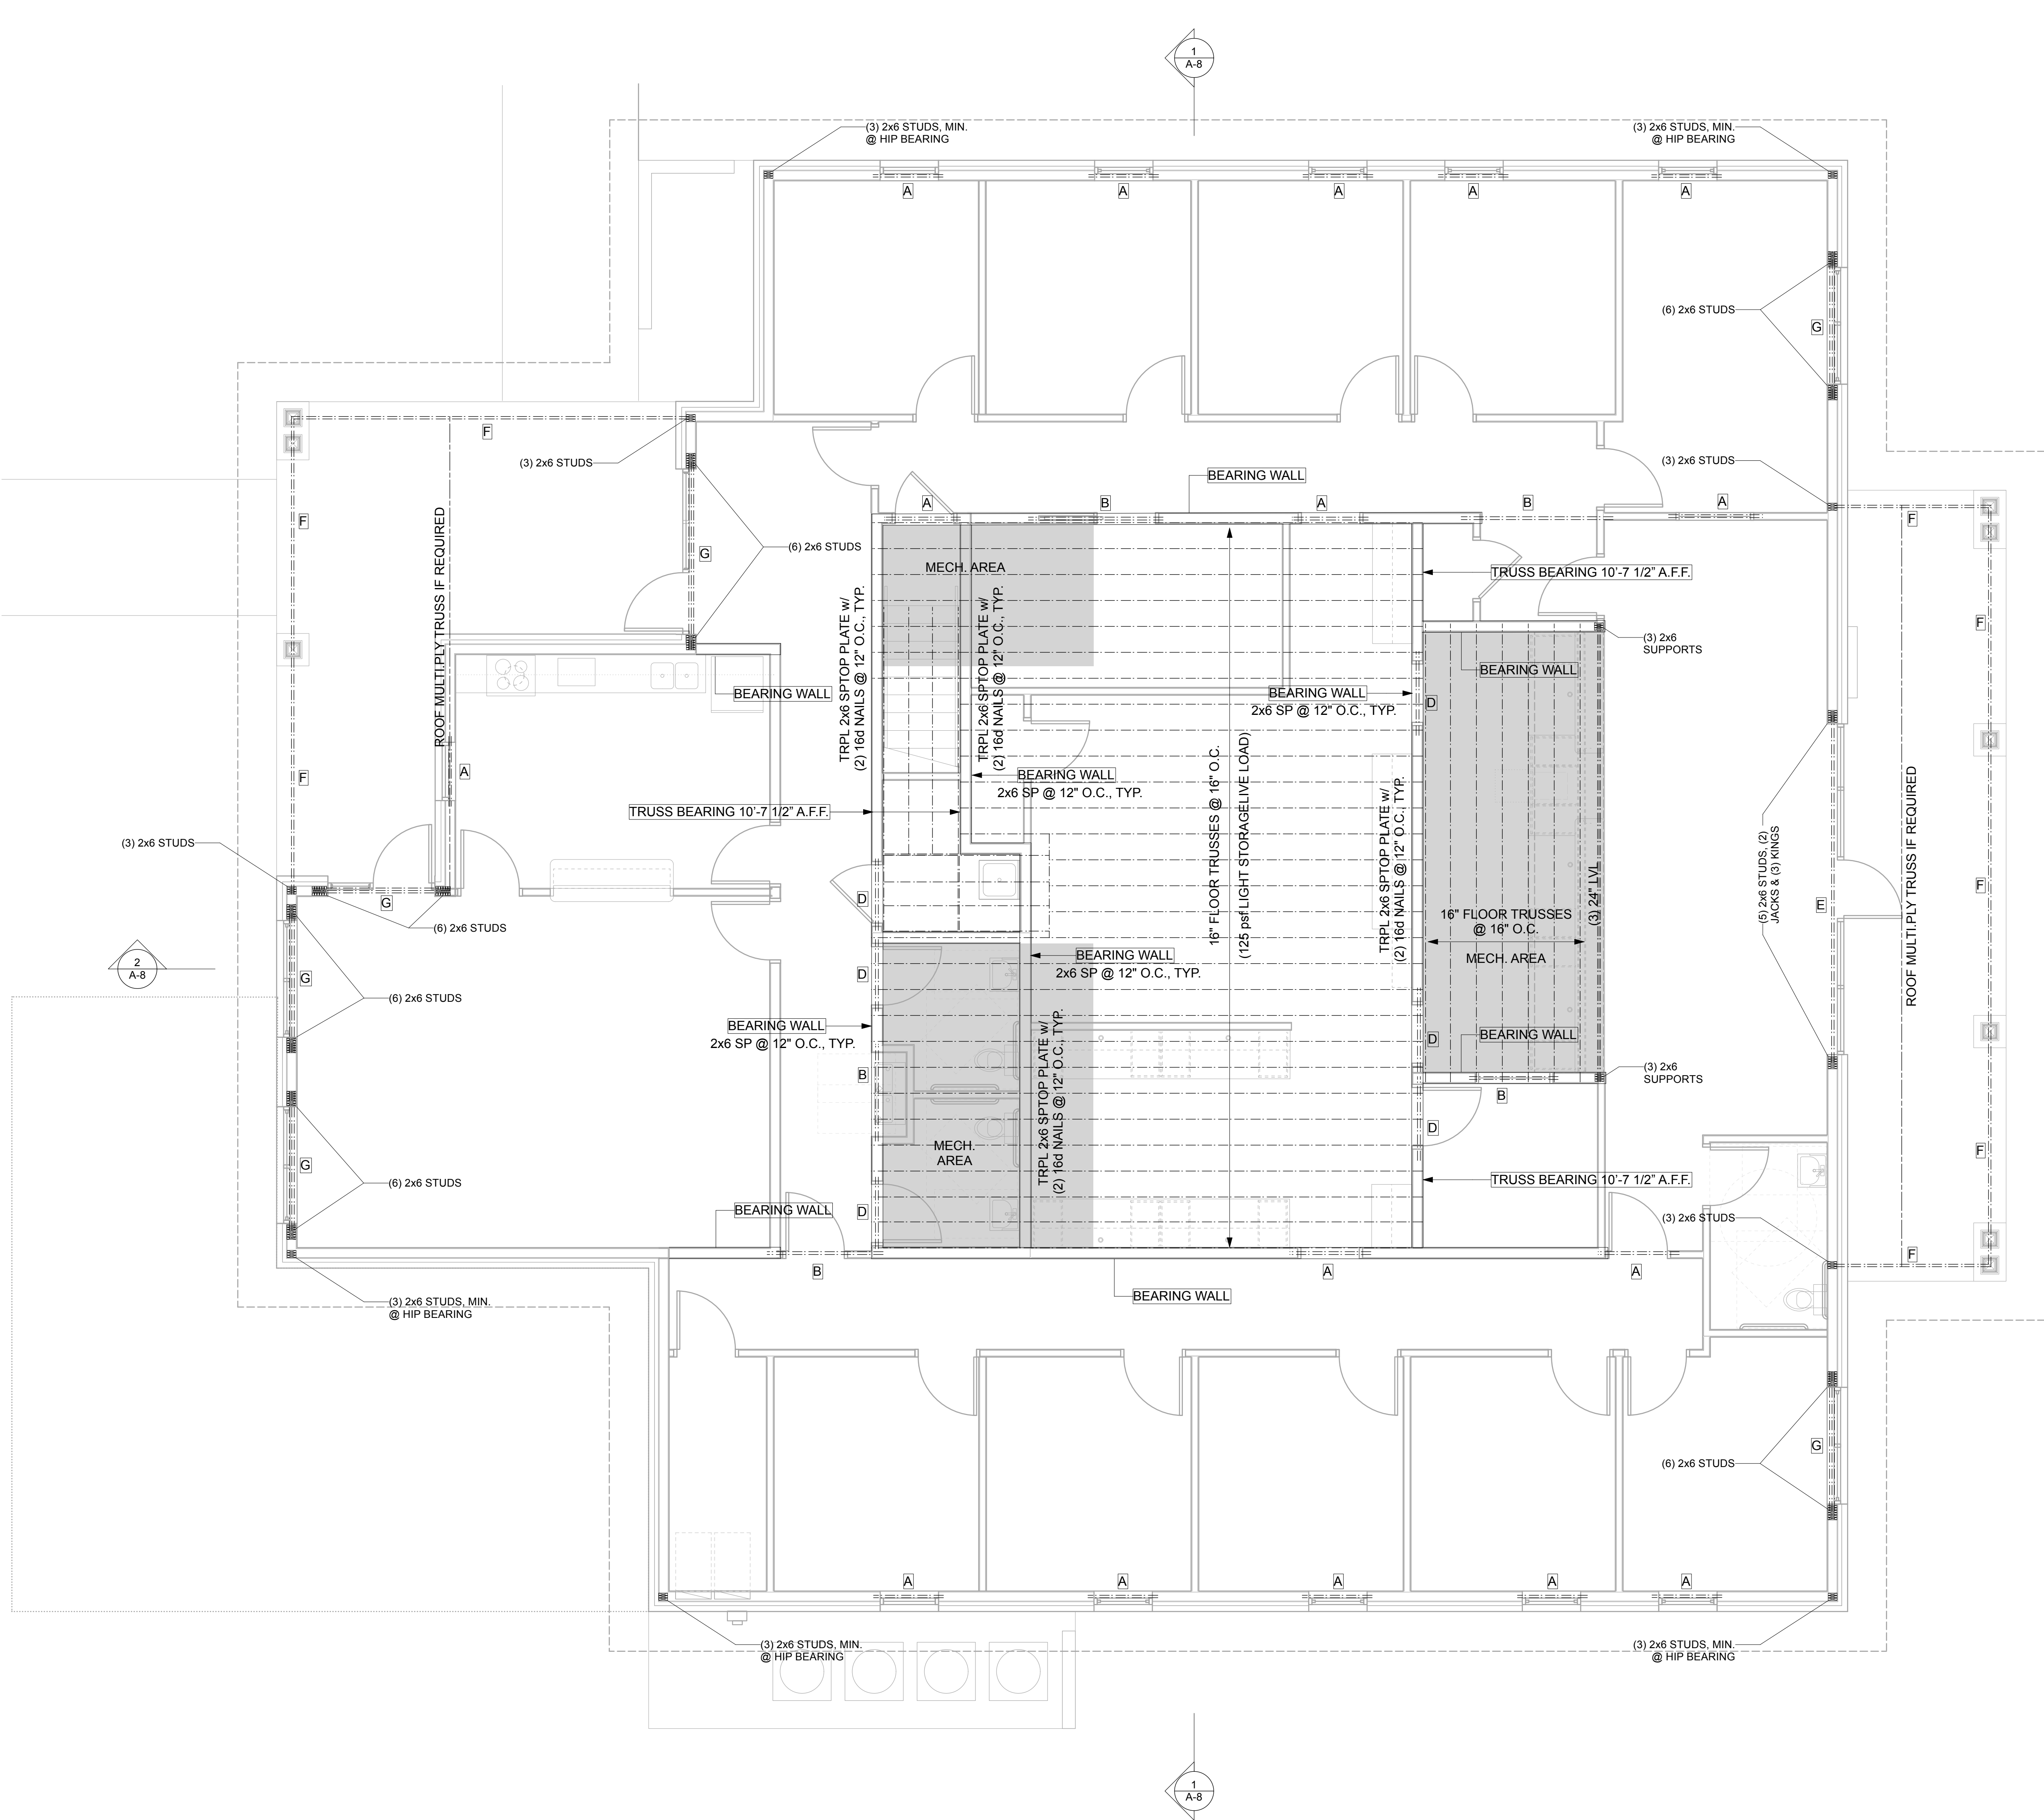 1
A-8
(3) 2x6 STUDS, MIN.
@ HIP BEARING
(3) 2x6 STUDS, MIN.
@ HIP BEARING
A
A
A
A
A
(6) 2x6 STUDS
G
F
(3) 2x6 STUDS
(3) 2x6 STUDS
BEARING WALL
A
B
A
B
A
F
F
ROOF MULTI.PLY TRUSS IF REQUIRED
G
(6) 2x6 STUDS
MECH. AREA
TRUSS BEARING 10'-7 1/2" A.F.F.
TRPL 2x6 SPTOP PLATE w/
(2) 16d NAILS @ 12" O.C., TYP.
TRPL 2x6 SPTOP PLATE w/
(2) 16d NAILS @ 12" O.C., TYP.
F
(3) 2x6
SUPPORTS
BEARING WALL
BEARING WALL
BEARING WALL
2x6 SP @ 12" O.C., TYP.
D
A
F
BEARING WALL
2x6 SP @ 12" O.C., TYP.
TRUSS BEARING 10'-7 1/2" A.F.F.
16" FLOOR TRUSSES @ 16" O.C.
(125 psf LIGHT STORAGELIVE LOAD)
TRPL 2x6 SPTOP PLATE w/
(2) 16d NAILS @ 12" O.C., TYP.
(3) 24" LVL
(5) 2x6 STUDS, (2)
JACKS & (3) KINGS
E
ROOF MULTI.PLY TRUSS IF REQUIRED
F
(3) 2x6 STUDS
G
D
(6) 2x6 STUDS
16" FLOOR TRUSSES
@ 16" O.C.
MECH. AREA
2
A-8
G
(6) 2x6 STUDS
D
BEARING WALL
2x6 SP @ 12" O.C., TYP.
BEARING WALL
2x6 SP @ 12" O.C., TYP.
D
BEARING WALL
B
(3) 2x6
SUPPORTS
B
TRPL 2x6 SPTOP PLATE w/
(2) 16d NAILS @ 12" O.C., TYP.
D
MECH.
AREA
F
G
(6) 2x6 STUDS
TRUSS BEARING 10'-7 1/2" A.F.F.
BEARING WALL
D
(3) 2x6 STUDS
F
B
A
A
BEARING WALL
(3) 2x6 STUDS, MIN.
@ HIP BEARING
G
(6) 2x6 STUDS
A
A
A
A
A
(3) 2x6 STUDS, MIN.
@ HIP BEARING
(3) 2x6 STUDS, MIN.
@ HIP BEARING
1
A-8